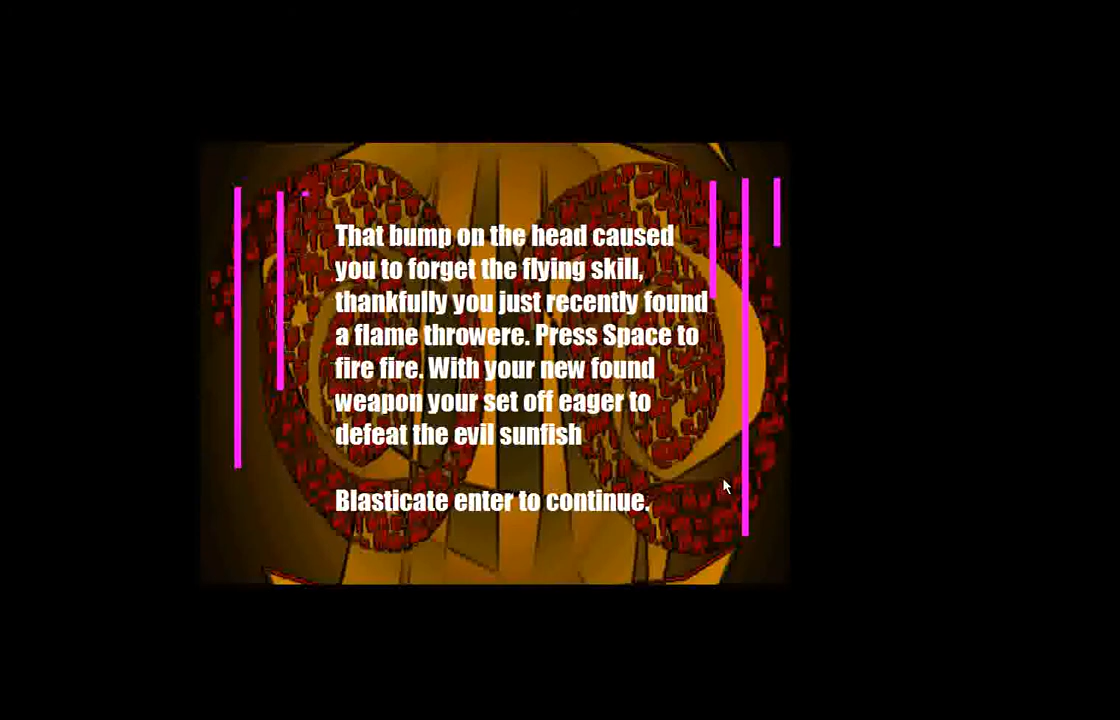 That bump on the head caused
you to forget the flying skill,
thankfully you just recently found
a flame throwere. Press Space to
fire fire. With your new found
weapon your set off eager to
defeat the evil sunfish
Blasticate enter to continue.